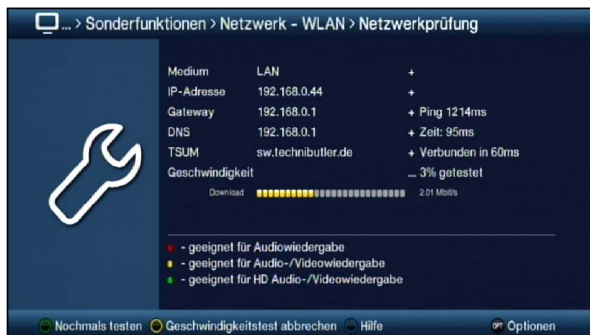 ... > Sonderfunktionen > Netzwerk - WLAN > Netzwerkprüfung
Medium LAN +
IP-Adresse 192.168.0.44 +
Gateway 192.168.0.1 + Ping 1214ms
DNS 192.168.0.1 + Zeit: 95ms
TSUM sw.technibutler.de + Verbunden in 60ms
Geschwindigkeit ... 3% getestet
Download 2.01 Mbit/s
- geeignet für Audiowiedergabe
- geeignet für Audio-/Videowiedergabe
- geeignet für HD Audio-/Videowiedergabe
Nochmals testen Geschwindigkeitstest abbrechen Hilfe OPT Optionen